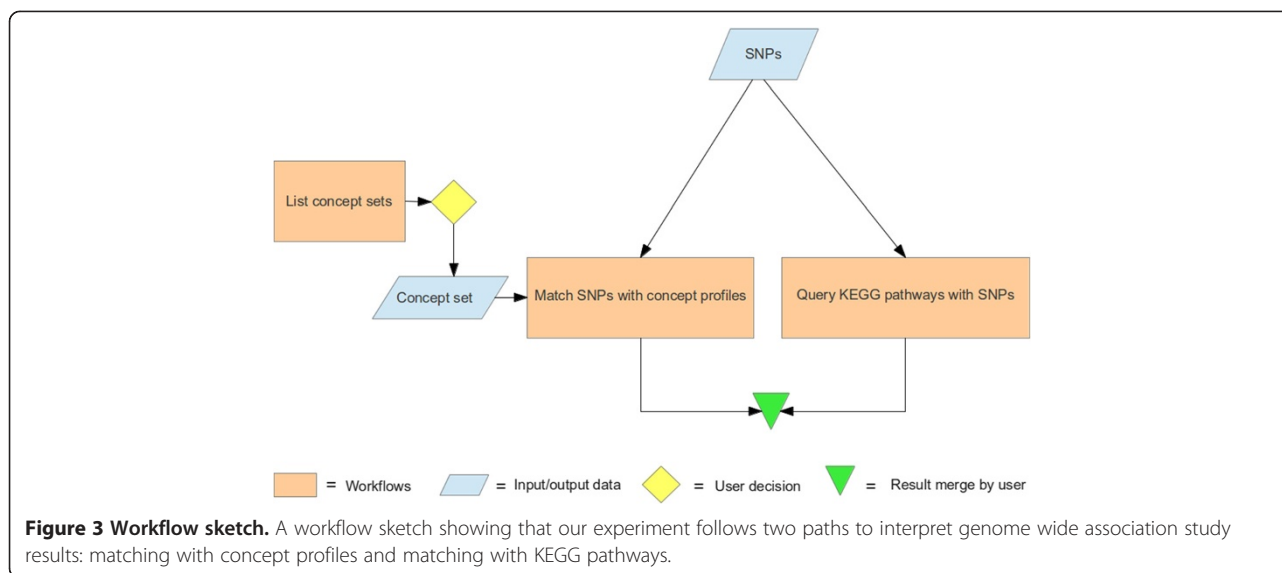 SNPs
List concept sets
Concept set
Match SNPs with concept profiles
Query KEGG pathways with SNPs
= Workflows
= Input/output data
= User decision
= Result merge by user
Figure 3 Workflow sketch. A workflow sketch showing that our experiment follows two paths to interpret genome wide association study
results: matching with concept profiles and matching with KEGG pathways.